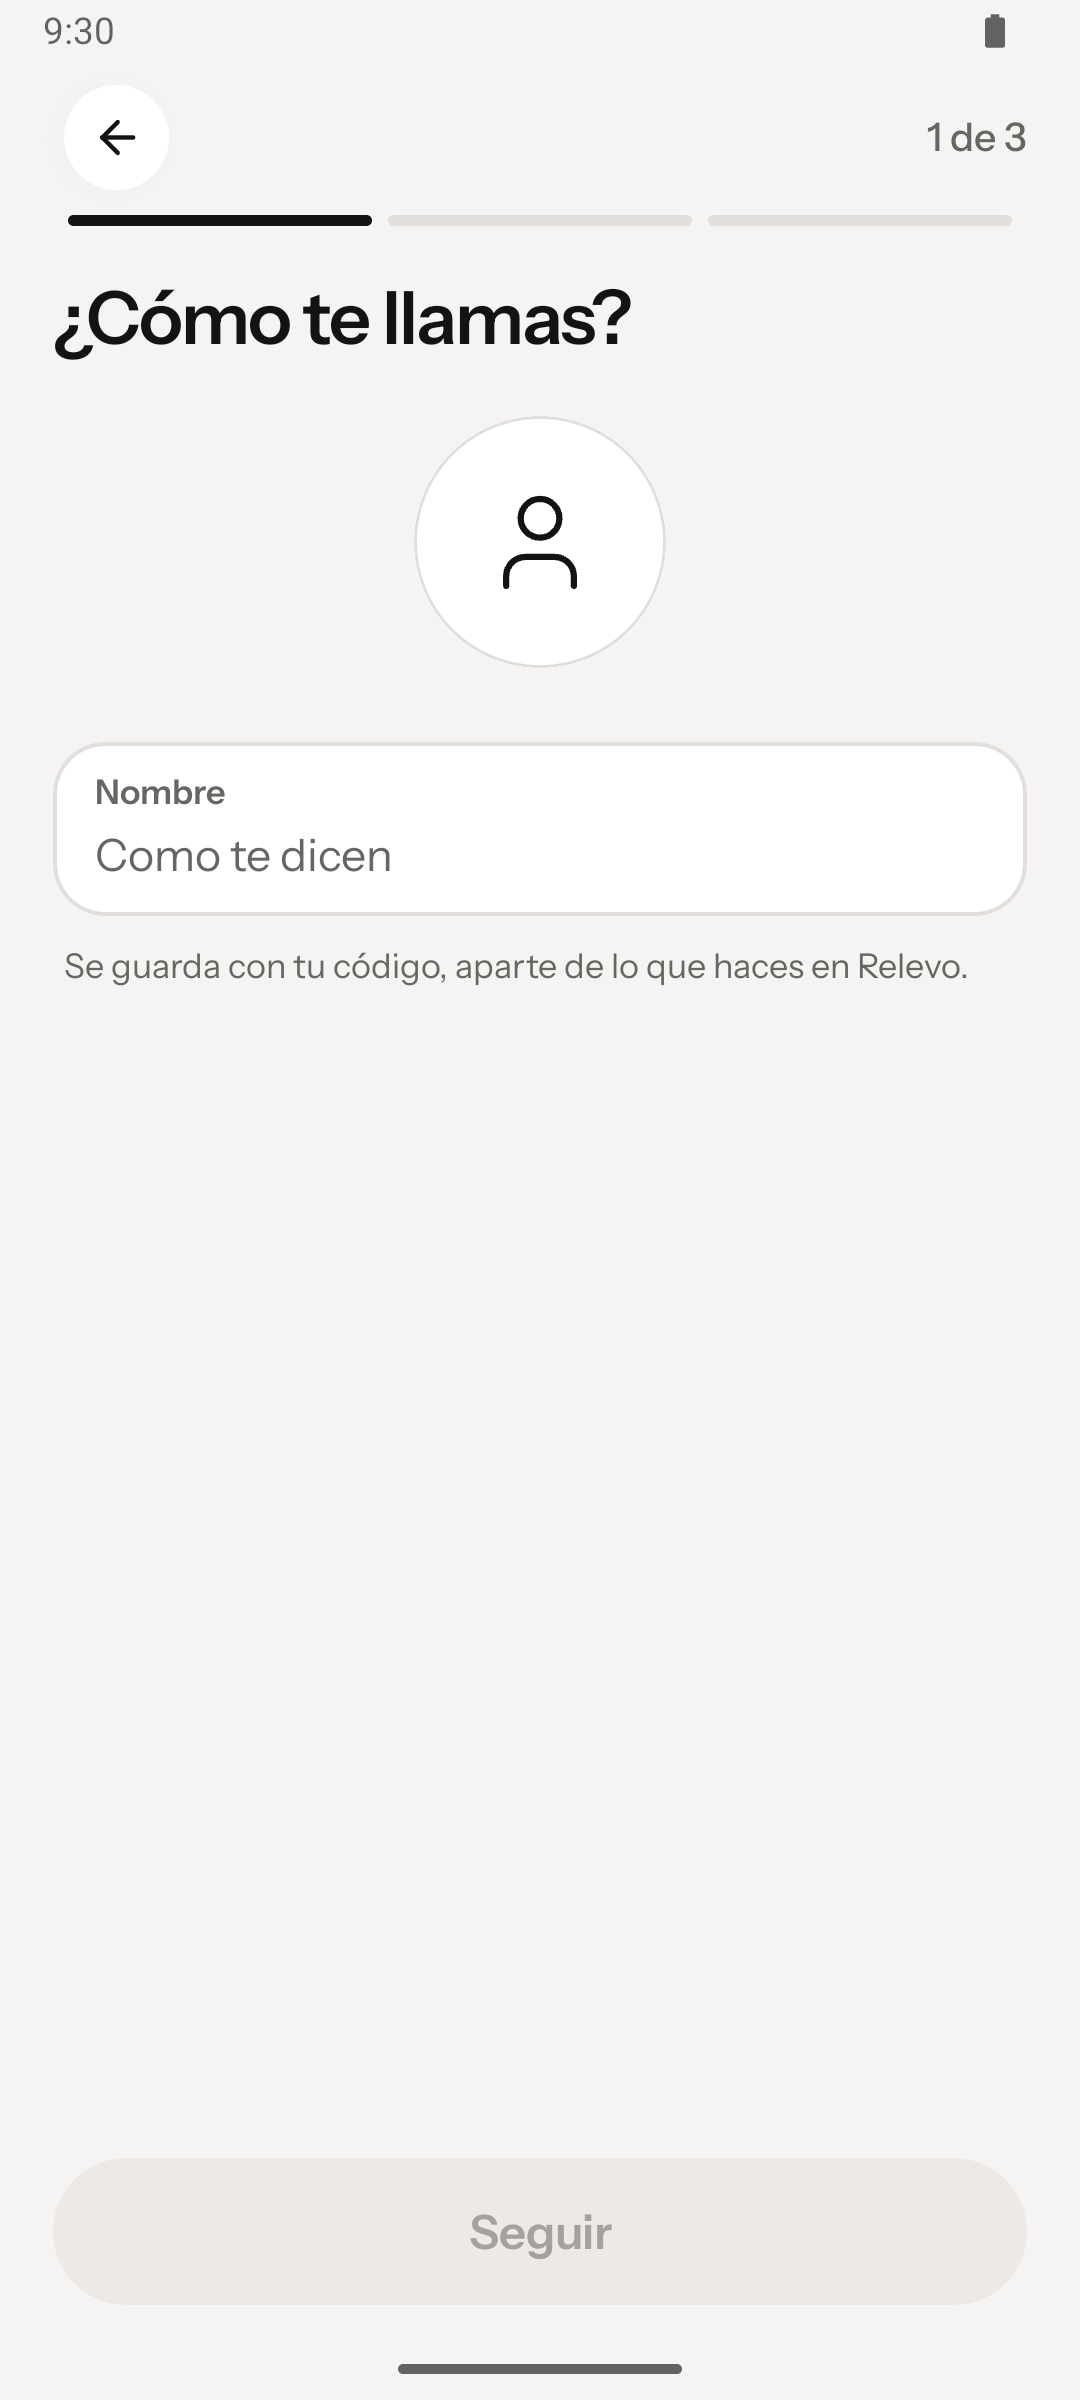 9:30
1 de 3
¿Cómo te llamas?
Nombre
Como te dicen
Se guarda con tu código, aparte de lo que haces en Relevo.
Seguir